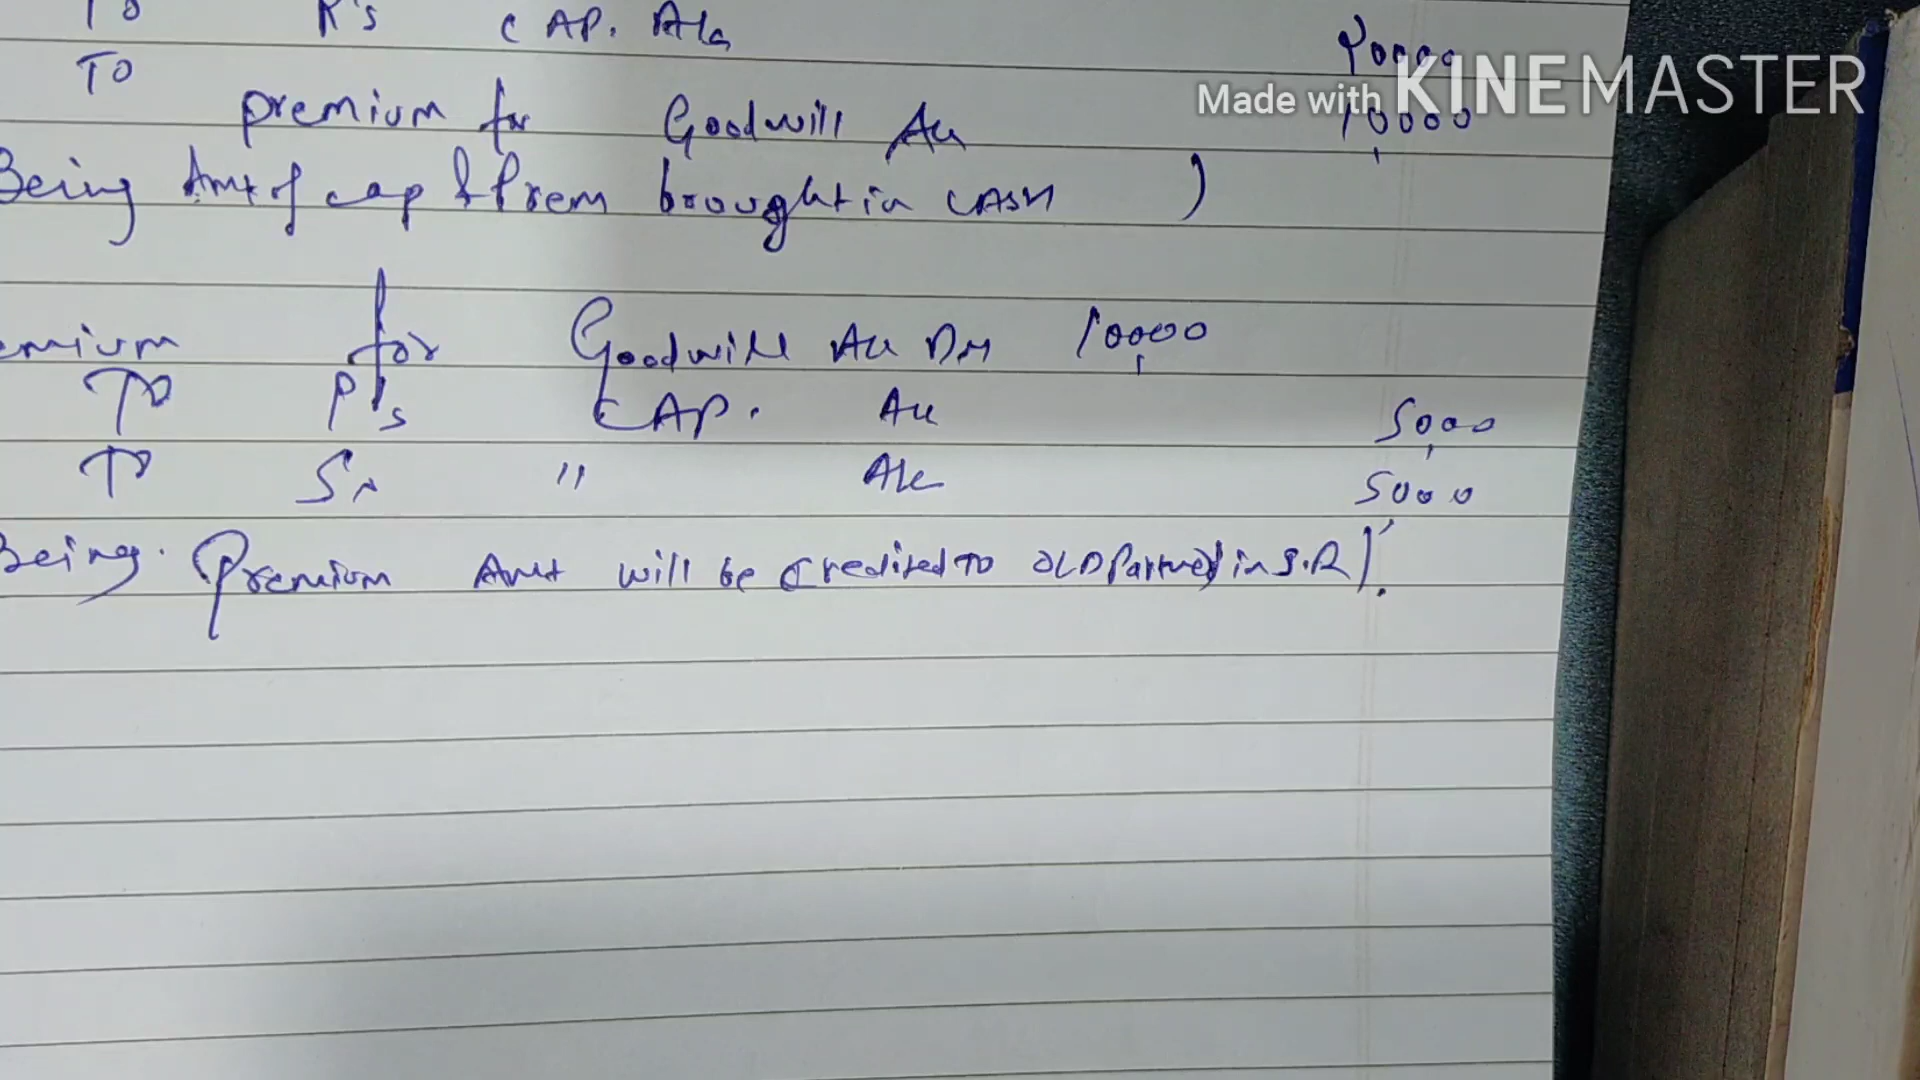 To R's CAP. A/c 20000
Made with KINEMASTER
To premium for Goodwill A/c 10000
Being Amt of cap & Prem brought in CASH )
emium for Goodwill A/c Dr 10000
To P's CAP. A/c 5000
To S's " A/c 5000
Being Premium Amt will be Credited to OLD Partners in S.R).